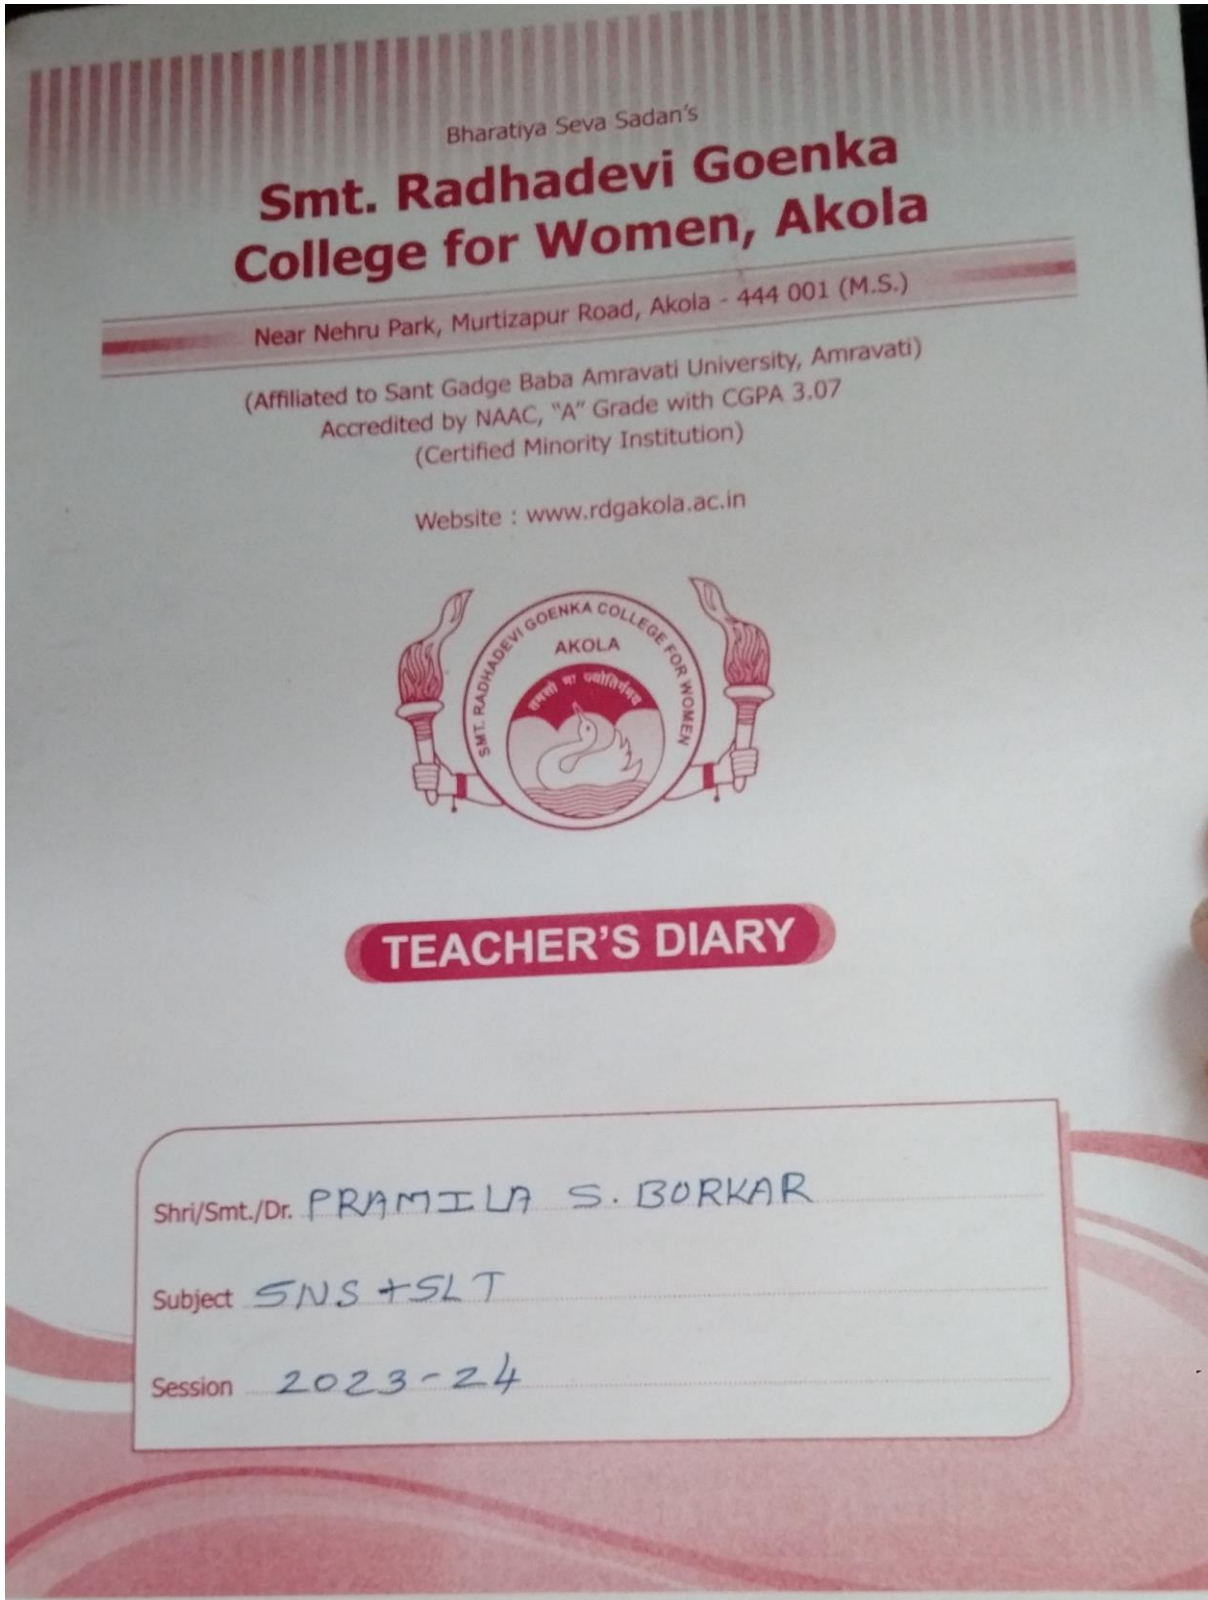 Bharatiya Seva Sadan's
Smt. Radhadevi Goenka
College for Women, Akola
Near Nehru Park, Murtizapur Road, Akola - 444 001 (M.S.)
(Affiliated to Sant Gadge Baba Amravati University, Amravati)
Accredited by NAAC, "A" Grade with CGPA 3.07
(Certified Minority Institution)
Website : www.rdgakola.ac.in
SMT. RADHADEVI GOENKA COLLEGE FOR WOMEN
AKOLA
तमसो मा ज्योतिर्गमय
TEACHER'S DIARY
Shri/Smt./Dr. PRAMILA S. BORKAR
Subject SNS + SLT
Session 2023-24